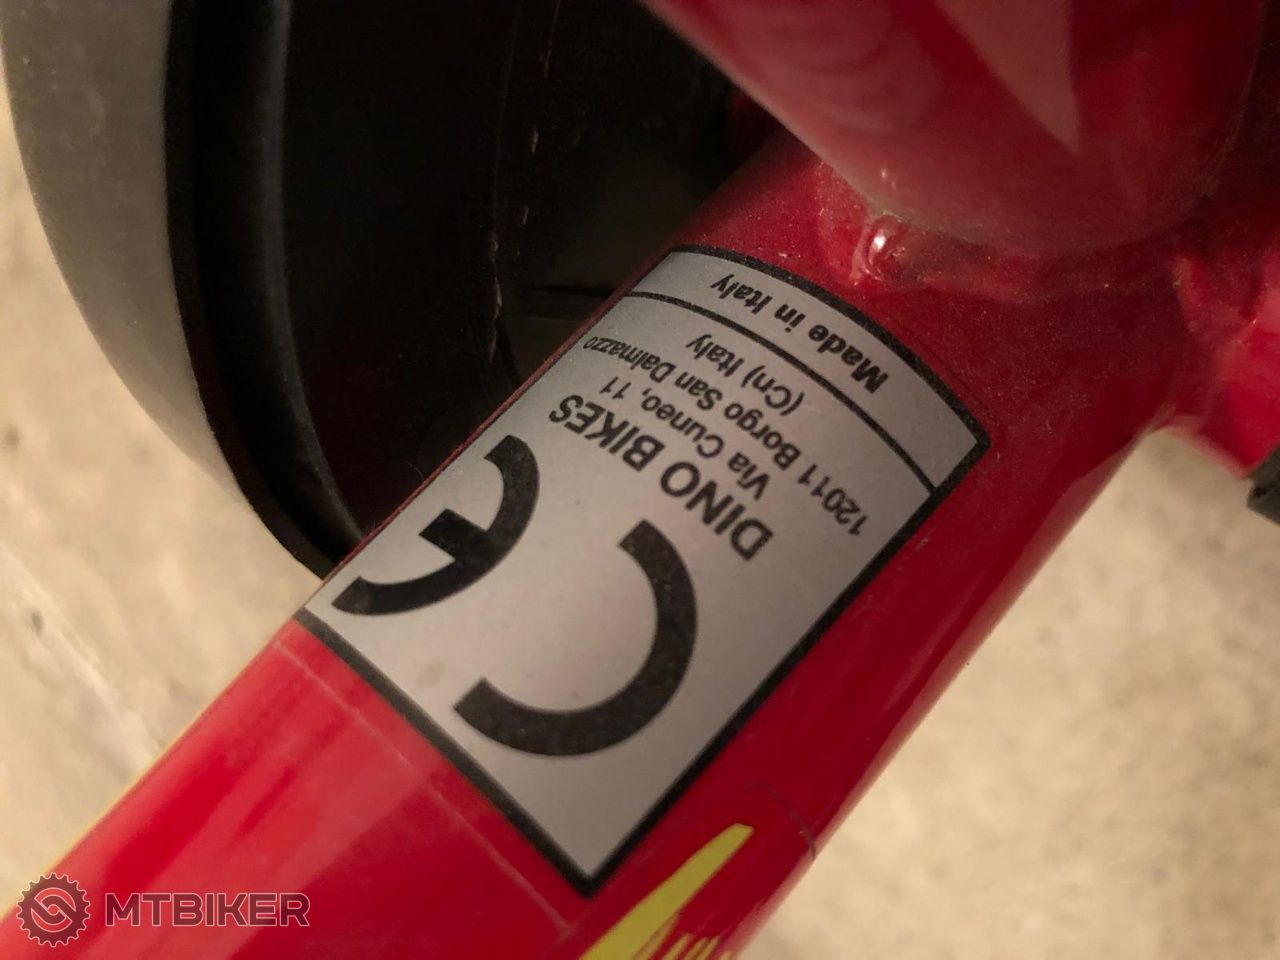 CE
DINO BIKES
Via Cuneo, 11
12011 Borgo San Dalmazzo
(Cn) Italy
Made in Italy
MTBIKER